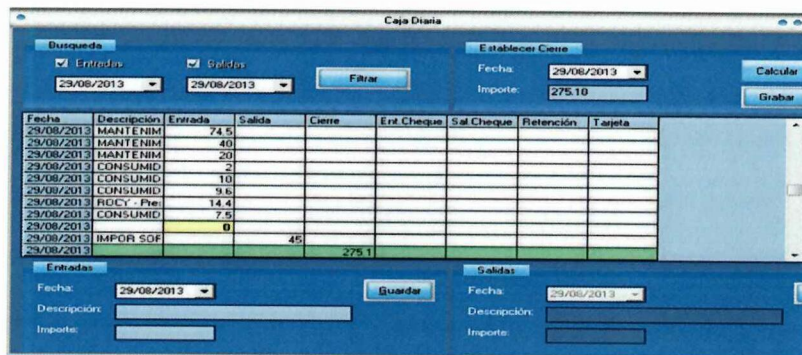 Caja Diaria
Busqueda
Entradas Salidas
29/08/2013 29/08/2013 Filtrar
Establecer Cierre
Fecha: 29/08/2013 Calcular
Importe: 275.10 Grabar
Fecha Descripción Entrada Salida Cierre Ent.Cheque Sal.Cheque Retención Tarjeta
29/08/2013 MANTENIM 74.5
29/08/2013 MANTENIM 40
29/08/2013 MANTENIM 20
29/08/2013 CONSUMID 2
29/08/2013 CONSUMID 10
29/08/2013 CONSUMID 9.6
29/08/2013 ROCY - Pre 14.4
29/08/2013 CONSUMID 7.5
29/08/2013 0
29/08/2013 IMPOR SOF 45
29/08/2013 275.1
Entradas
Fecha: 29/08/2013 Guardar
Descripción:
Importe:
Salidas
Fecha: 29/08/2013
Descripción:
Importe: